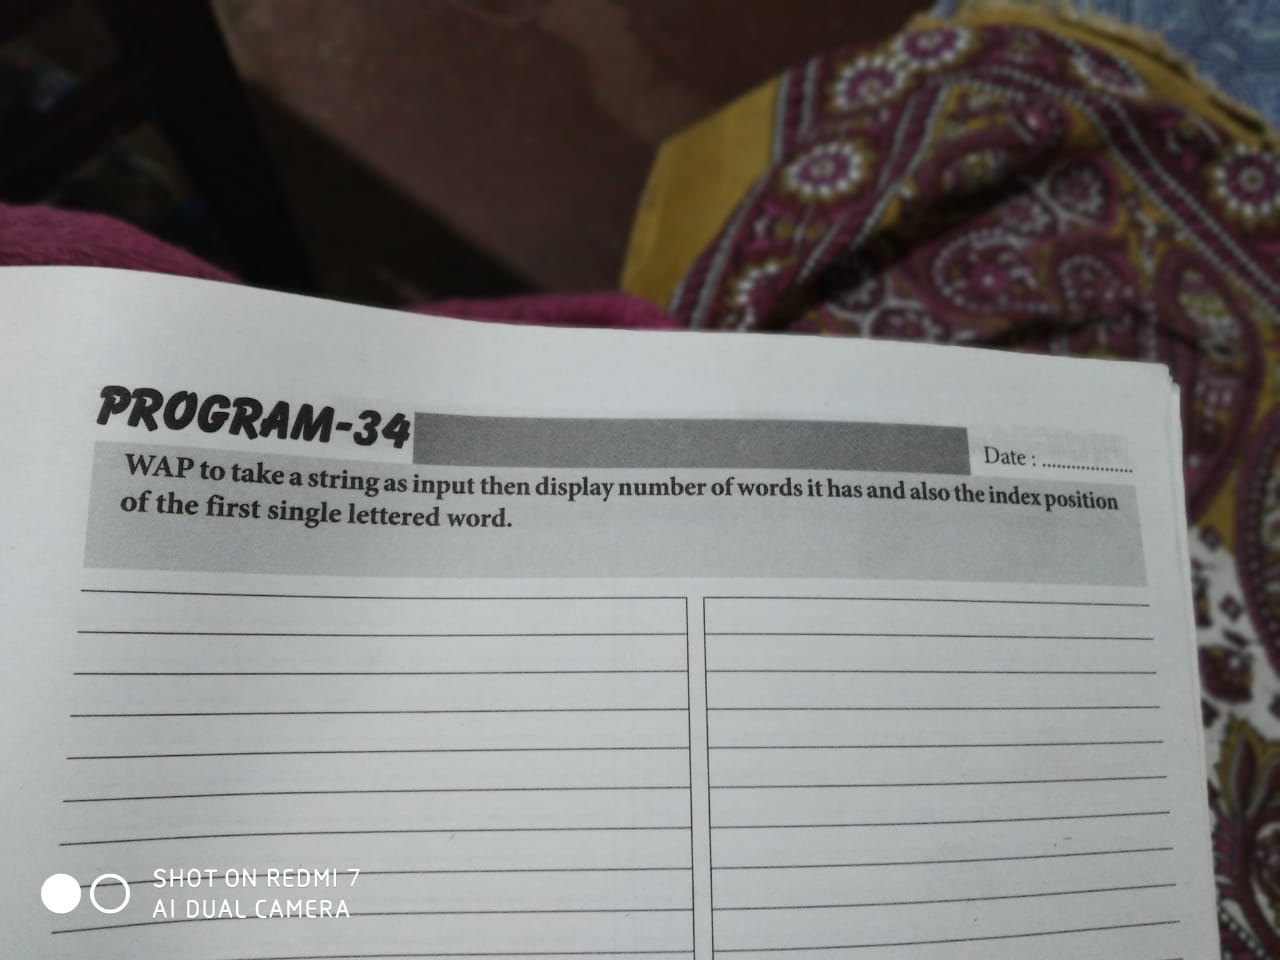 PROGRAM-34
Date : ....................
WAP to take a string as input then display number of words it has and also the index position
of the first single lettered word.
SHOT ON REDMI 7
AI DUAL CAMERA